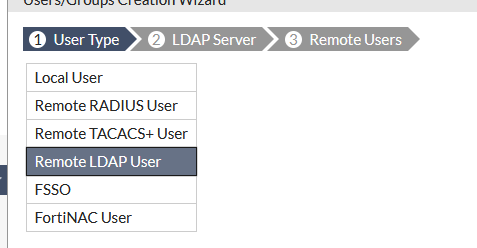 Users/Groups Creation Wizard
1 User Type 2 LDAP Server 3 Remote Users
Local User
Remote RADIUS User
Remote TACACS+ User
Remote LDAP User
FSSO
FortiNAC User